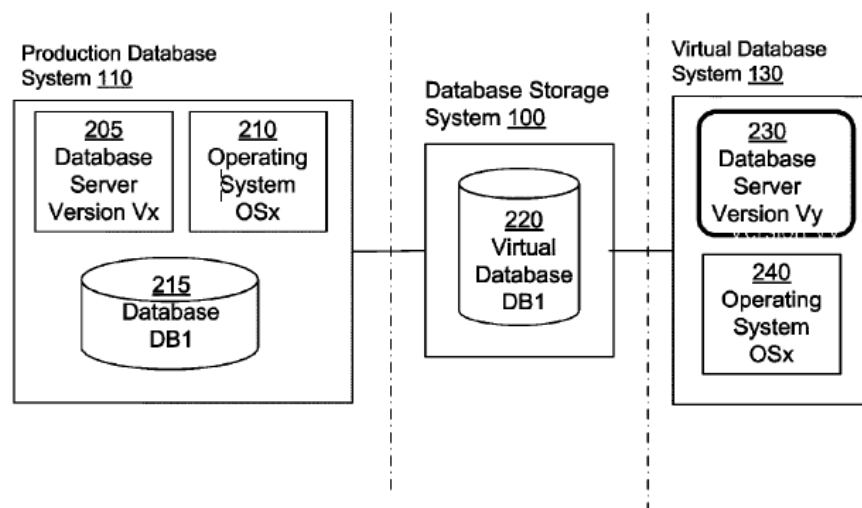 Production Database
System 110
205
Database
Server
Version Vx
210
Operating
System
OSx
215
Database
DB1
Database Storage
System 100
220
Virtual
Database
DB1
Virtual Database
System 130
230
Database
Server
Version Vy
240
Operating
System
OSx